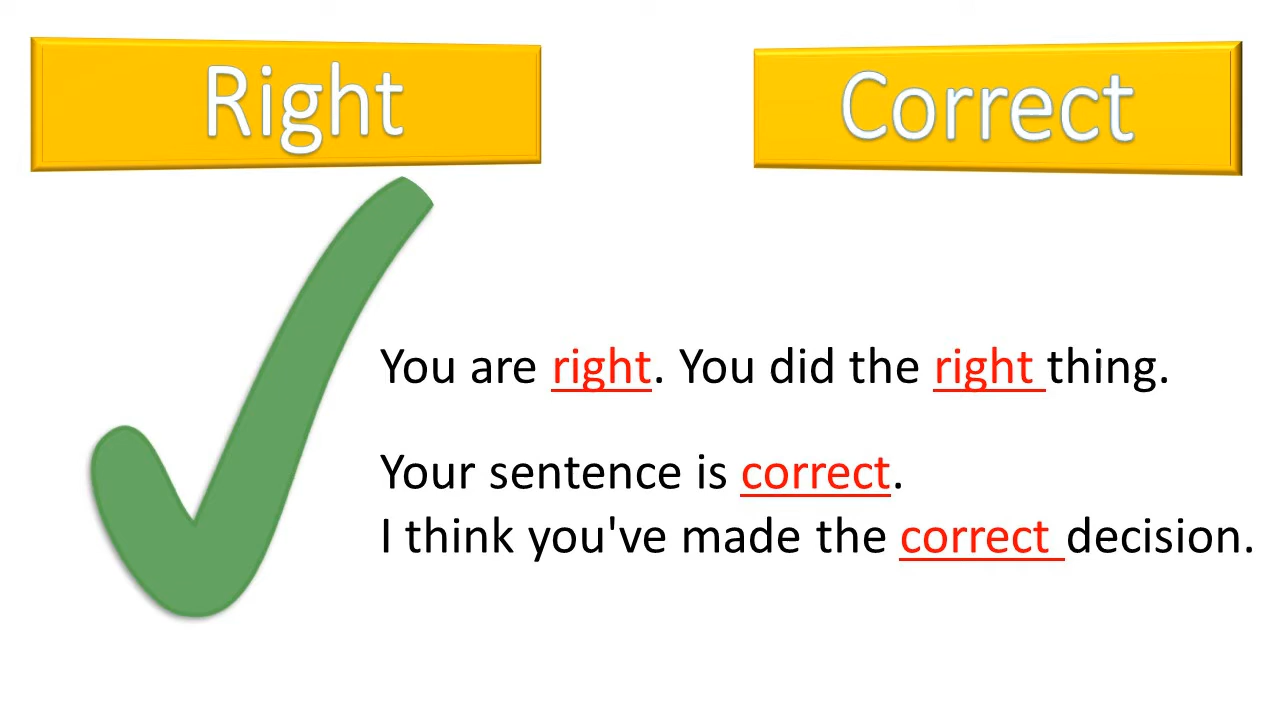 Right
Correct
You are right. You did the right thing.
Your sentence is correct.
I think you've made the correct decision.